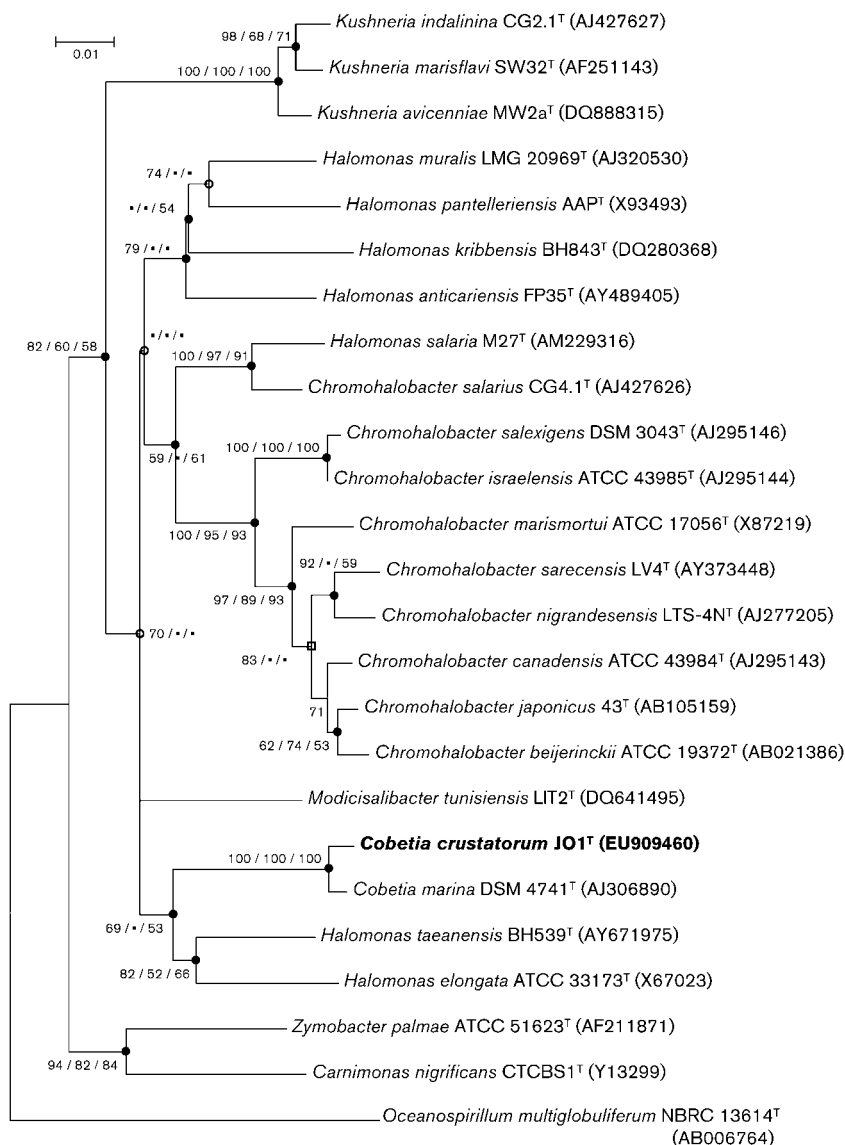 Kushneria indalinina CG2.1ᵀ (AJ427627)
98 / 68 / 71
0.01
Kushneria marisflavi SW32ᵀ (AF251143)
100 / 100 / 100
Kushneria avicenniae MW2aᵀ (DQ888315)
Halomonas muralis LMG 20969ᵀ (AJ320530)
74 / ▪ / ▪
Halomonas pantelleriensis AAPᵀ (X93493)
▪ / ▪ / 54
79 / ▪ / ▪
Halomonas kribbensis BH843ᵀ (DQ280368)
Halomonas anticariensis FP35ᵀ (AY489405)
▪ / ▪ / ▪
82 / 60 / 58
Halomonas salaria M27ᵀ (AM229316)
100 / 97 / 91
Chromohalobacter salarius CG4.1ᵀ (AJ427626)
Chromohalobacter salexigens DSM 3043ᵀ (AJ295146)
100 / 100 / 100
59 / ▪ / 61
Chromohalobacter israelensis ATCC 43985ᵀ (AJ295144)
Chromohalobacter marismortui ATCC 17056ᵀ (X87219)
100 / 95 / 93
92 / ▪ / 59
Chromohalobacter sarecensis LV4ᵀ (AY373448)
97 / 89 / 93
Chromohalobacter nigrandesensis LTS-4Nᵀ (AJ277205)
70 / ▪ / ▪
83 / ▪ / ▪
Chromohalobacter canadensis ATCC 43984ᵀ (AJ295143)
71
Chromohalobacter japonicus 43ᵀ (AB105159)
62 / 74 / 53
Chromohalobacter beijerinckii ATCC 19372ᵀ (AB021386)
Modicisalibacter tunisiensis LIT2ᵀ (DQ641495)
Cobetia crustatorum JO1ᵀ (EU909460)
100 / 100 / 100
Cobetia marina DSM 4741ᵀ (AJ306890)
69 / ▪ / 53
Halomonas taeanensis BH539ᵀ (AY671975)
82 / 52 / 66
Halomonas elongata ATCC 33173ᵀ (X67023)
Zymobacter palmae ATCC 51623ᵀ (AF211871)
94 / 82 / 84
Carnimonas nigrificans CTCBS1ᵀ (Y13299)
Oceanospirillum multiglobuliferum NBRC 13614ᵀ
(AB006764)